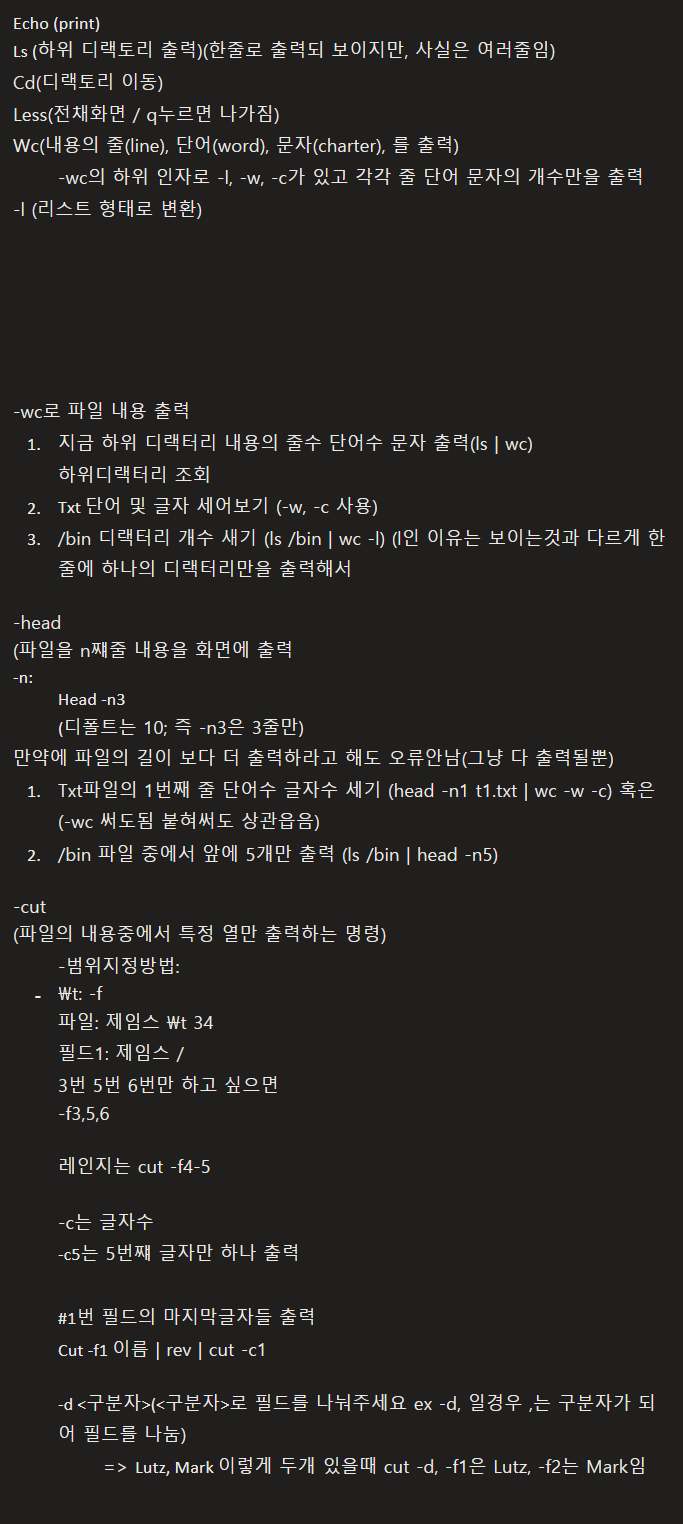 Echo (print)
Ls (하위 디랙토리 출력)(한줄로 출력되 보이지만, 사실은 여러줄임)
Cd(디랙토리 이동)
Less(전채화면 / q누르면 나가짐)
Wc(내용의 줄(line), 단어(word), 문자(charter), 를 출력)
-wc의 하위 인자로 -l, -w, -c가 있고 각각 줄 단어 문자의 개수만을 출력
-l (리스트 형태로 변환)
-wc로 파일 내용 출력
1. 지금 하위 디랙터리 내용의 줄수 단어수 문자 출력(ls | wc)
하위디랙터리 조회
2. Txt 단어 및 글자 세어보기 (-w, -c 사용)
3. /bin 디랙터리 개수 새기 (ls /bin | wc -l) (l인 이유는 보이는것과 다르게 한
줄에 하나의 디랙터리만을 출력해서
-head
(파일을 n쨰줄 내용을 화면에 출력
-n:
Head -n3
(디폴트는 10; 즉 -n3은 3줄만)
만약에 파일의 길이 보다 더 출력하라고 해도 오류안남(그냥 다 출력될뿐)
1. Txt파일의 1번째 줄 단어수 글자수 세기 (head -n1 t1.txt | wc -w -c) 혹은
(-wc 써도됨 붙혀써도 상관읍음)
2. /bin 파일 중에서 앞에 5개만 출력 (ls /bin | head -n5)
-cut
(파일의 내용중에서 특정 열만 출력하는 명령)
-범위지정방법:
- ₩t: -f
파일: 제임스 ₩t 34
필드1: 제임스 /
3번 5번 6번만 하고 싶으면
-f3,5,6
레인지는 cut -f4-5
-c는 글자수
-c5는 5번쨰 글자만 하나 출력
#1번 필드의 마지막글자들 출력
Cut -f1 이름 | rev | cut -c1
-d <구분자>(<구분자>로 필드를 나눠주세요 ex -d, 일경우 ,는 구분자가 되
어 필드를 나눔)
=> Lutz, Mark 이렇게 두개 있을때 cut -d, -f1은 Lutz, -f2는 Mark임